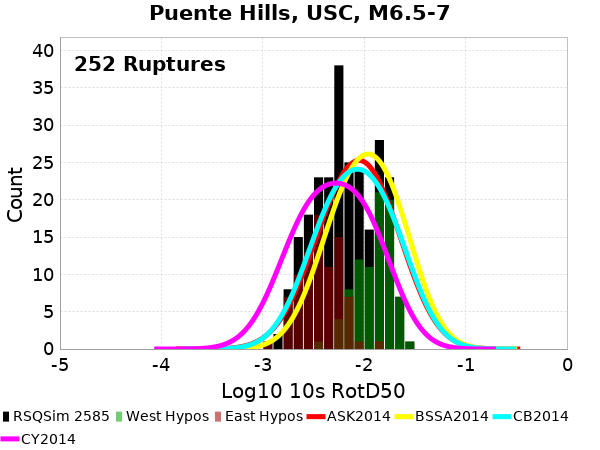 Puente Hills, USC, M6.5-7
252 Ruptures
Count
40
35
30
25
20
15
10
5
0
-5 -4 -3 -2 -1 0
Log10 10s RotD50
RSQSim 2585 West Hypos East Hypos ASK2014 BSSA2014 CB2014
CY2014